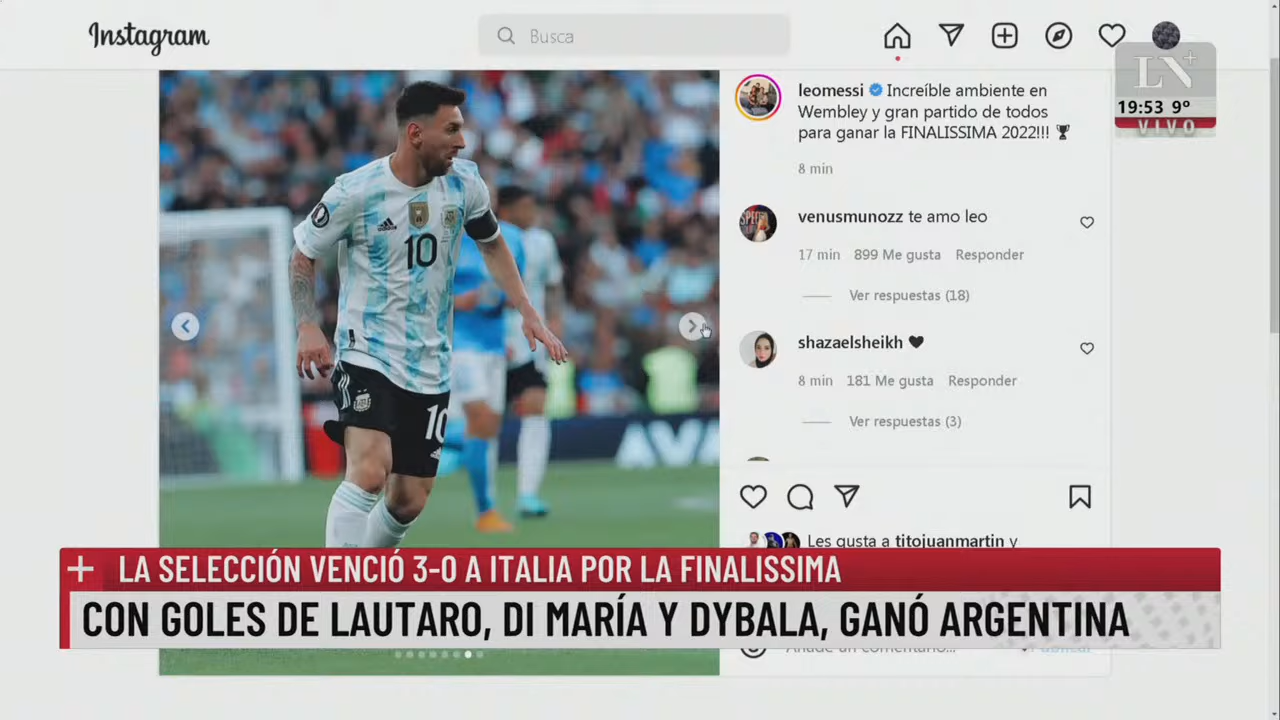 Instagram
Busca
LN+
19:53 9º
VIVO
leomessi Increíble ambiente en
Wembley y gran partido de todos
para ganar la FINALISSIMA 2022!!!
8 min
venusmunozz te amo leo
17 min 899 Me gusta Responder
Ver respuestas (18)
shazaelsheikh
8 min 181 Me gusta Responder
Ver respuestas (3)
adidas
10
10
Les gusta a titojuanmartin y
+ LA SELECCIÓN VENCIÓ 3-0 A ITALIA POR LA FINALISSIMA
CON GOLES DE LAUTARO, DI MARÍA Y DYBALA, GANÓ ARGENTINA